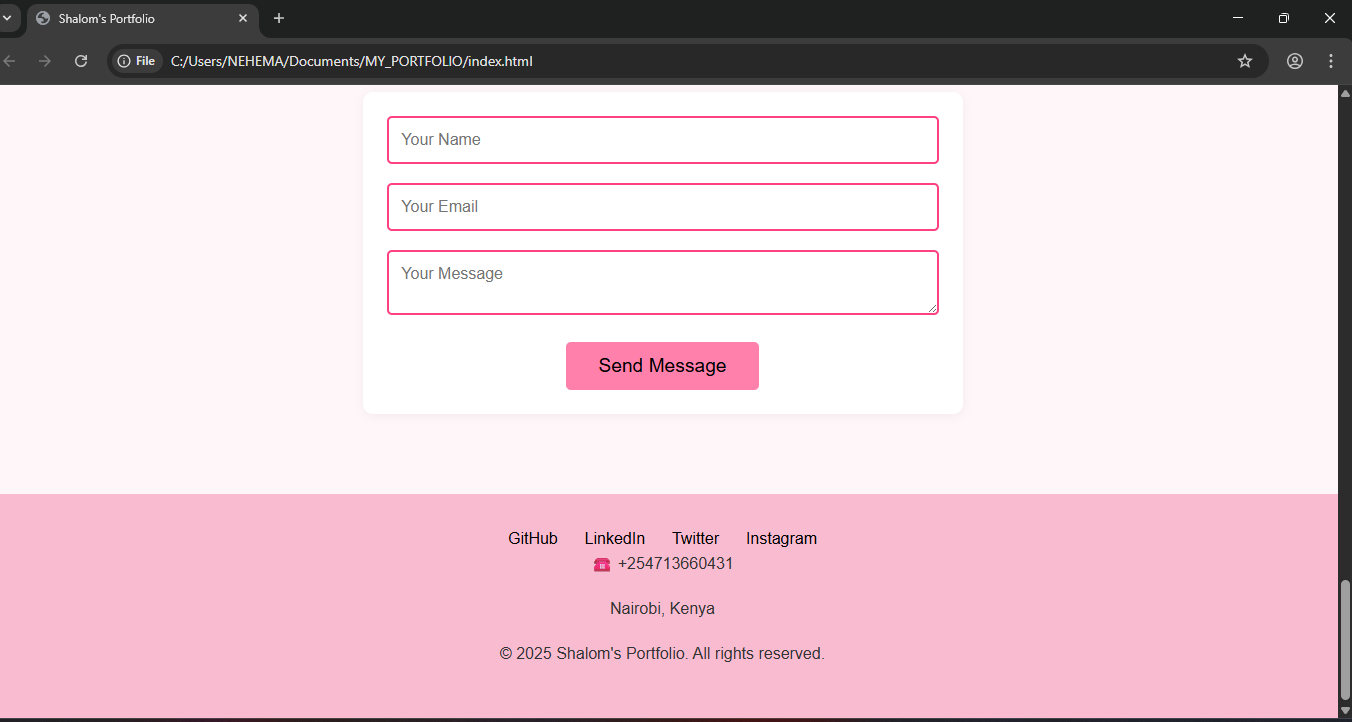 Shalom's Portfolio
File C:/Users/NEHEMA/Documents/MY_PORTFOLIO/index.html
Your Name
Your Email
Your Message
Send Message
GitHub LinkedIn Twitter Instagram
☎ +254713660431
Nairobi, Kenya
© 2025 Shalom's Portfolio. All rights reserved.